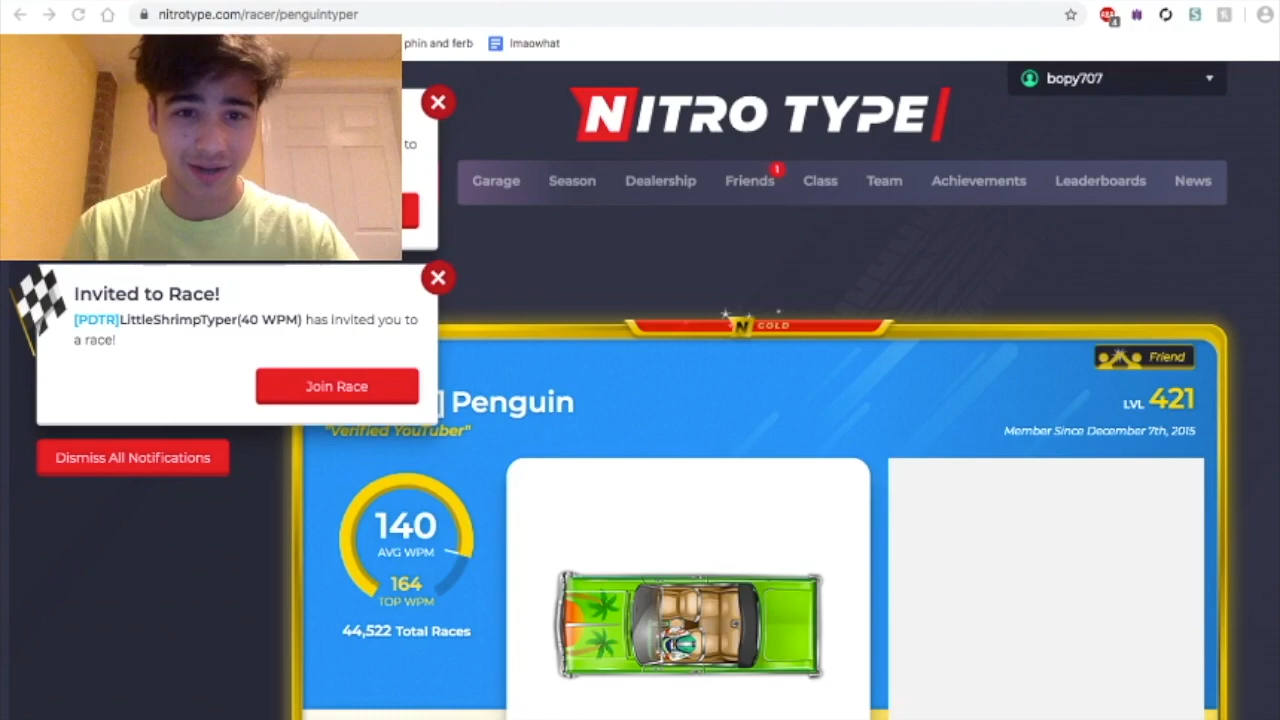 nitrotype.com/racer/penguintyper
4
phin and ferb
lmaowhat
bopy707
to
NITRO TYPE
Garage
Season
Dealership
Friends
1
Class
Team
Achievements
Leaderboards
News
Invited to Race!
[PDTR]LittleShrimpTyper(40 WPM) has invited you to
a race!
Join Race
Dismiss All Notifications
N GOLD
Friend
] Penguin
"Verified YouTuber"
LVL 421
Member Since December 7th, 2015
140
AVG WPM
164
TOP WPM
44,522 Total Races